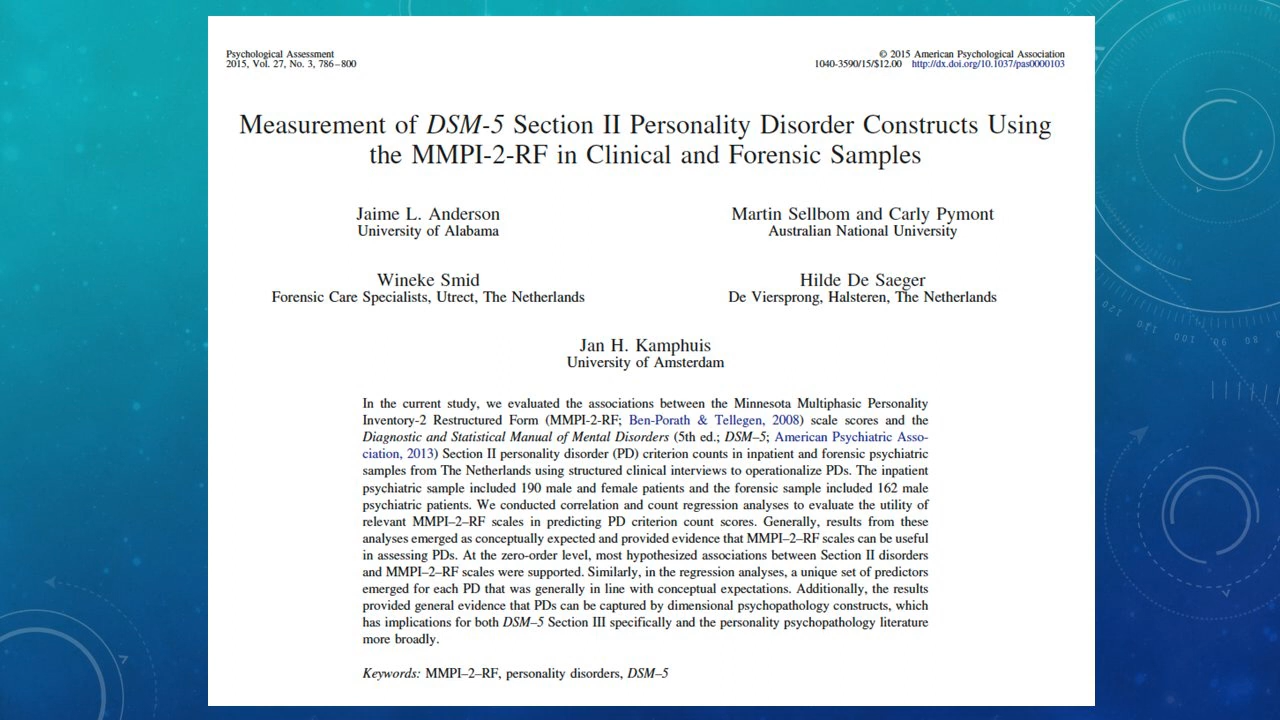 Psychological Assessment
2015, Vol. 27, No. 3, 786–800
© 2015 American Psychological Association
1040-3590/15/$12.00 http://dx.doi.org/10.1037/pas0000103
Measurement of DSM-5 Section II Personality Disorder Constructs Using
the MMPI-2-RF in Clinical and Forensic Samples
Jaime L. Anderson
University of Alabama
Martin Sellbom and Carly Pymont
Australian National University
Wineke Smid
Forensic Care Specialists, Utrect, The Netherlands
Hilde De Saeger
De Viersprong, Halsteren, The Netherlands
Jan H. Kamphuis
University of Amsterdam
In the current study, we evaluated the associations between the Minnesota Multiphasic Personality
Inventory-2 Restructured Form (MMPI-2-RF; Ben-Porath & Tellegen, 2008) scale scores and the
Diagnostic and Statistical Manual of Mental Disorders (5th ed.; DSM–5; American Psychiatric Asso-
ciation, 2013) Section II personality disorder (PD) criterion counts in inpatient and forensic psychiatric
samples from The Netherlands using structured clinical interviews to operationalize PDs. The inpatient
psychiatric sample included 190 male and female patients and the forensic sample included 162 male
psychiatric patients. We conducted correlation and count regression analyses to evaluate the utility of
relevant MMPI–2–RF scales in predicting PD criterion count scores. Generally, results from these
analyses emerged as conceptually expected and provided evidence that MMPI–2–RF scales can be useful
in assessing PDs. At the zero-order level, most hypothesized associations between Section II disorders
and MMPI–2–RF scales were supported. Similarly, in the regression analyses, a unique set of predictors
emerged for each PD that was generally in line with conceptual expectations. Additionally, the results
provided general evidence that PDs can be captured by dimensional psychopathology constructs, which
has implications for both DSM–5 Section III specifically and the personality psychopathology literature
more broadly.
Keywords: MMPI–2–RF, personality disorders, DSM–5